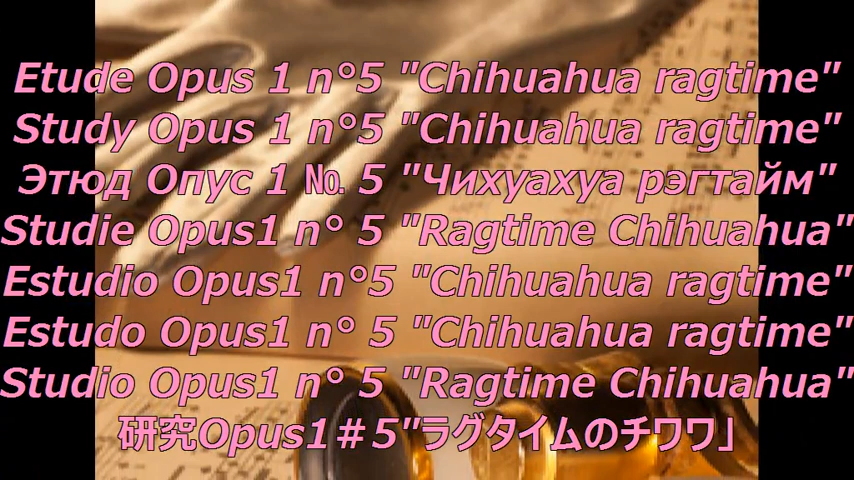 Etude Opus 1 n°5 "Chihuahua ragtime"
Study Opus 1 n°5 "Chihuahua ragtime"
Этюд Опус 1 № 5 "Чихуахуа рэгтайм"
Studie Opus1 n° 5 "Ragtime Chihuahua"
Estudio Opus1 n°5 "Chihuahua ragtime"
Estudo Opus1 n° 5 "Chihuahua ragtime"
Studio Opus1 n° 5 "Ragtime Chihuahua"
研究Opus1＃5"ラグタイムのチワワ」